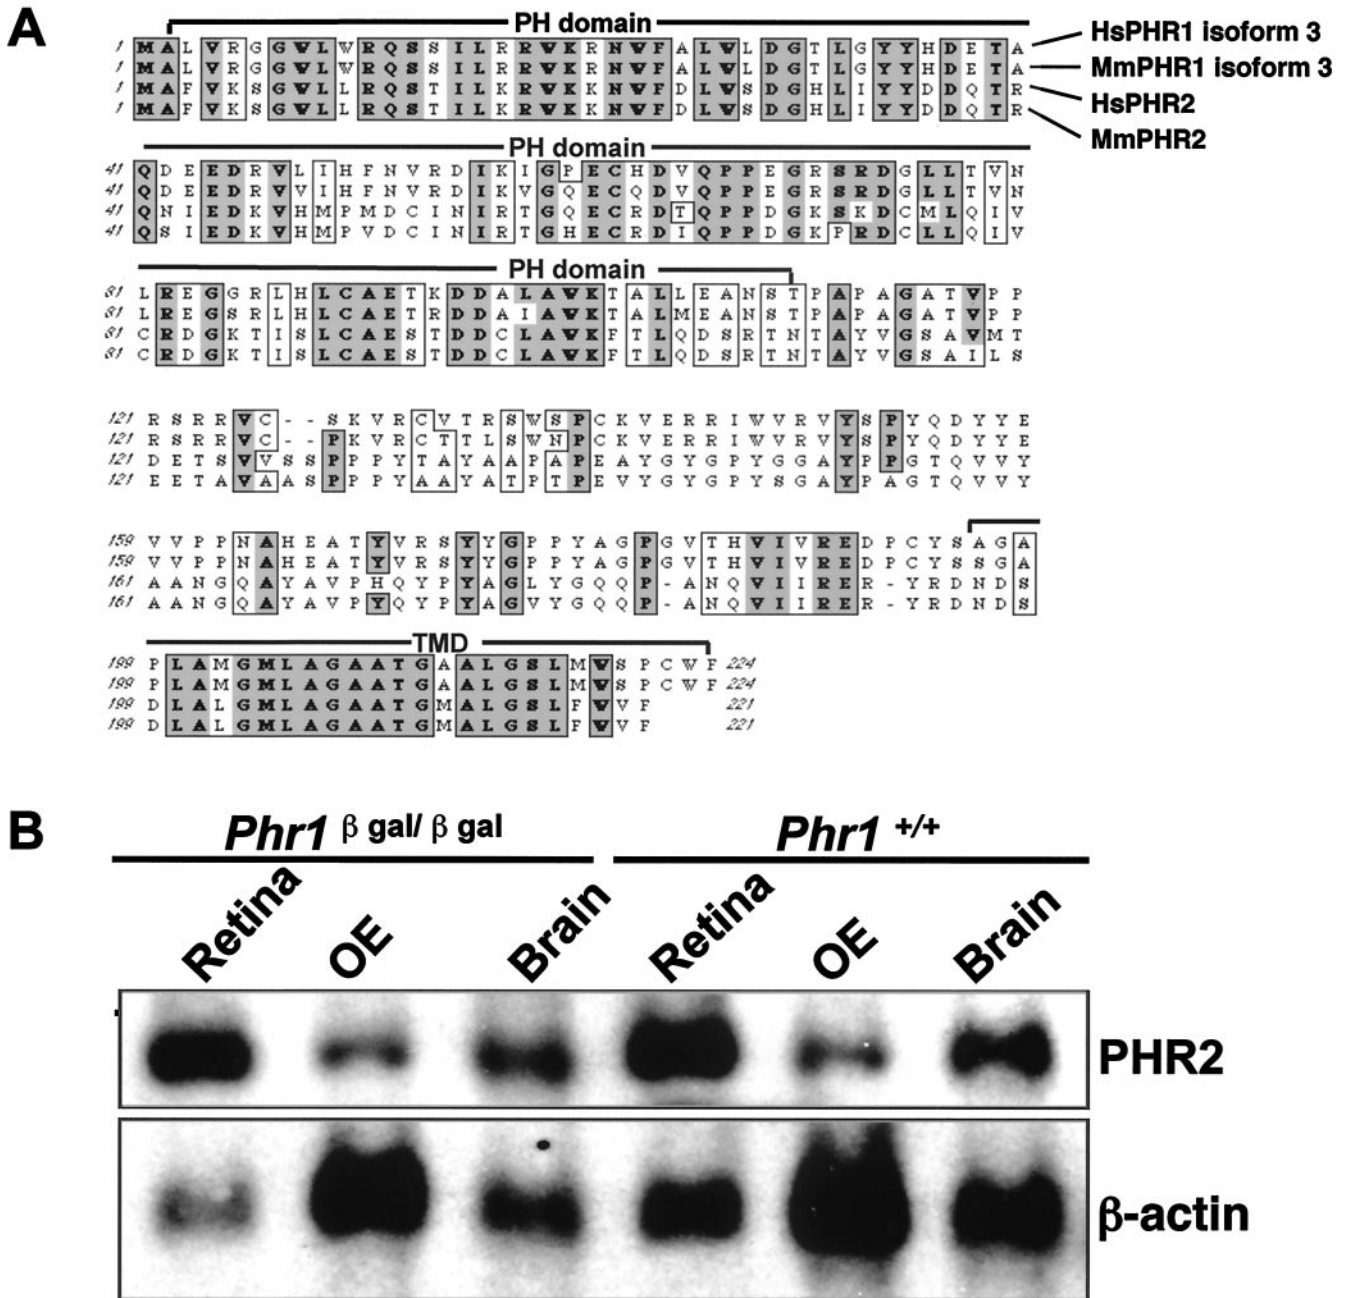 A
PH domain
1 M A L V R G G W L W R Q S S I L R R W K R N W F A L W L D G T L G Y Y H D E T A HsPHR1 isoform 3
1 M A L V R G G W L W R Q S S I L R R W K R N W F A L W L D G T L G Y Y H D E T A MmPHR1 isoform 3
1 M A F V K S G W L L R Q S T I L K R W K K N W F D L W S D G H L I Y Y D D Q T R HsPHR2
1 M A F V K S G W L L R Q S T I L K R W K K N W F D L W S D G H L I Y Y D D Q T R MmPHR2
PH domain
41 Q D E E D R V L I H F N V R D I K I G P E C H D V Q P P E G R S R D G L L T V N
41 Q D E E D R V V I H F N V R D I K V G Q E C Q D V Q P P E G R S R D G L L T V N
41 Q N I E D K V H M P M D C I N I R T G Q E C R D T Q P P D G K S K D C M L Q I V
41 Q S I E D K V H M P V D C I N I R T G H E C R D I Q P P D G K P R D C L L Q I V
PH domain
81 L R E G G R L H L C A E T K D D A L A W K T A L L E A N S T P A P A G A T V P P
81 L R E G S R L H L C A E T R D D A I A W K T A L M E A N S T P A P A G A T V P P
81 C R D G K T I S L C A E S T D D C L A W K F T L Q D S R T N T A Y V G S A V M T
81 C R D G K T I S L C A E S T D D C L A W K F T L Q D S R T N T A Y V G S A I L S
121 R S R R V C - - S K V R C V T R S W S P C K V E R R I W V R V Y S P Y Q D Y Y E
121 R S R R V C - - P K V R C T T L S W N P C K V E R R I W V R V Y S P Y Q D Y Y E
121 D E T S V V S S P P P Y T A Y A A P A P E A Y G Y G P Y G G A Y P P G T Q V V Y
121 E E T A V A A S P P P Y A A Y A T P T P E V Y G Y G P Y S G A Y P A G T Q V V Y
159 V V P P N A H E A T Y V R S Y Y G P P Y A G P G V T H V I V R E D P C Y S A G A
159 V V P P N A H E A T Y V R S Y Y G P P Y A G P G V T H V I V R E D P C Y S S G A
161 A A N G Q A Y A V P H Q Y P Y A G L Y G Q Q P - A N Q V I I R E R - Y R D N D S
161 A A N G Q A Y A V P Y Q Y P Y A G V Y G Q Q P - A N Q V I I R E R - Y R D N D S
TMD
199 P L A M G M L A G A A T G A A L G S L M W S P C W F 224
199 P L A M G M L A G A A T G A A L G S L M W S P C W F 224
199 D L A L G M L A G A A T G M A L G S L F W V F 221
199 D L A L G M L A G A A T G M A L G S L F W V F 221
B
Phr1 β gal/ β gal Phr1 +/+
Retina OE Brain Retina OE Brain
PHR2
β-actin